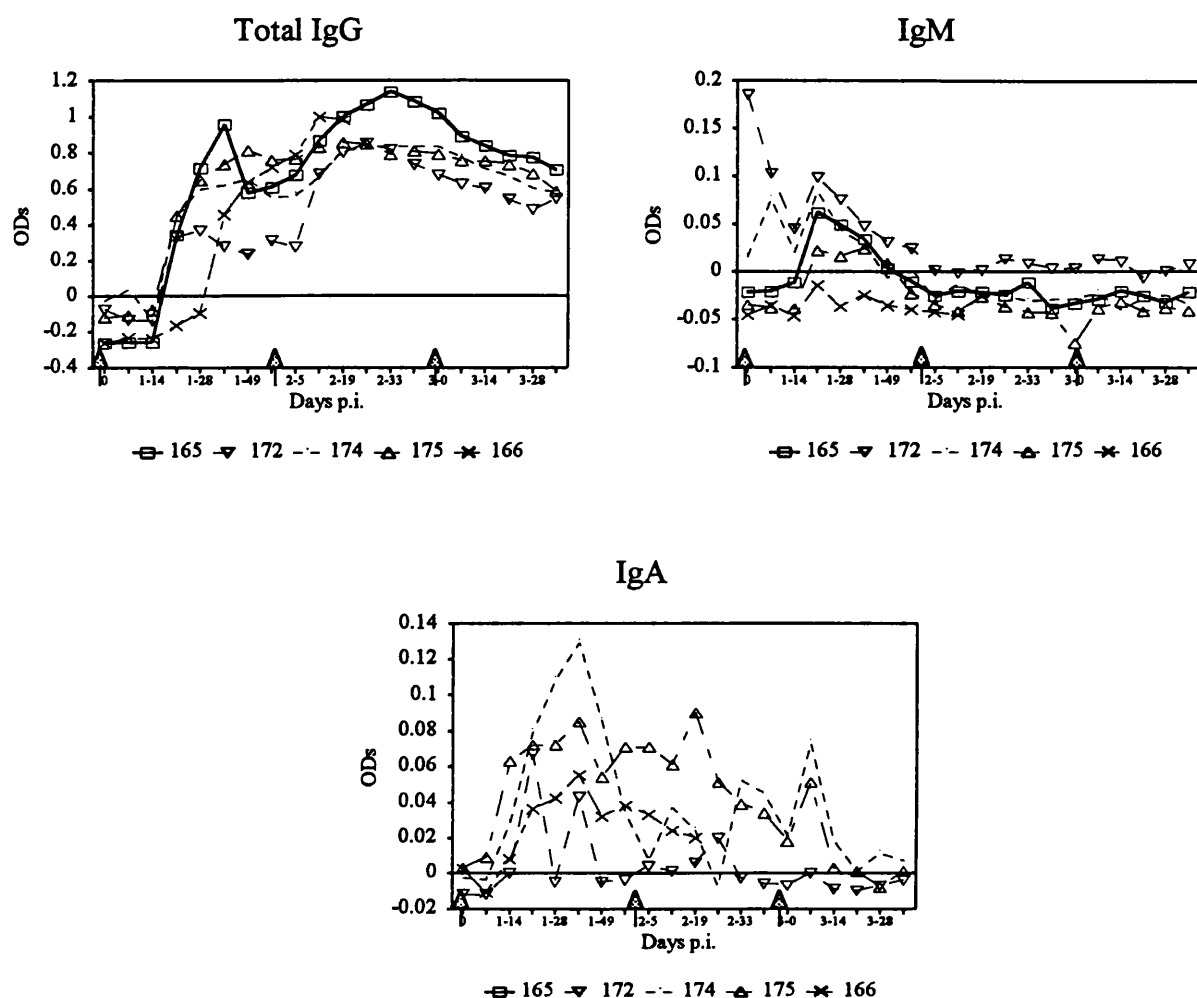 Total IgG
IgM
1.2
1
0.8
0.6
0.4
0.2
0
-0.2
-0.4
ODs
0 1-14 1-28 1-49 2-5 2-19 2-33 3-0 3-14 3-28
Days p.i.
165 172 174 175 166
0.2
0.15
0.1
0.05
0
-0.05
-0.1
ODs
0 1-14 1-28 1-49 2-5 2-19 2-33 3-0 3-14 3-28
Days p.i.
165 172 174 175 166
IgA
0.14
0.12
0.1
0.08
0.06
0.04
0.02
0
-0.02
ODs
0 1-14 1-28 1-49 2-5 2-19 2-33 3-0 3-14 3-28
Days p.i.
165 172 174 175 166